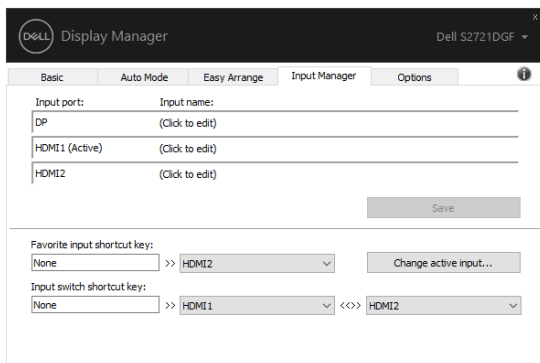 DELL Display Manager Dell S2721DGF
x
Basic Auto Mode Easy Arrange Input Manager Options i
Input port: Input name:
DP (Click to edit)
HDMI1 (Active) (Click to edit)
HDMI2 (Click to edit)
Save
Favorite input shortcut key:
None >> HDMI2 Change active input...
Input switch shortcut key:
None >> HDMI1 <<>> HDMI2